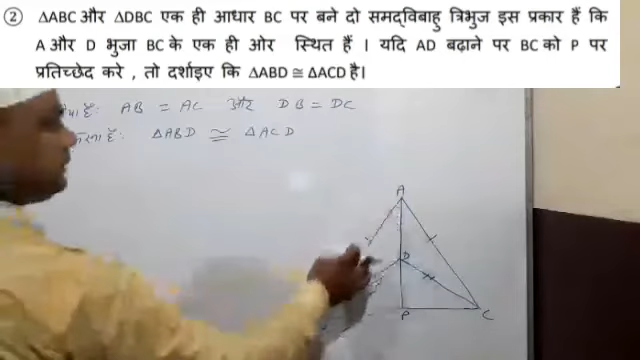 ② ΔABC और ΔDBC एक ही आधार BC पर बने दो समद्विबाहु त्रिभुज इस प्रकार हैं कि
A और D भुजा BC के एक ही ओर स्थित हैं । यदि AD बढ़ाने पर BC को P पर
प्रतिच्छेद करे , तो दर्शाइए कि ΔABD ≅ ΔACD है।
है: AB = AC और DB = DC
करना है: ΔABD ≅ ΔACD
A
D
P C